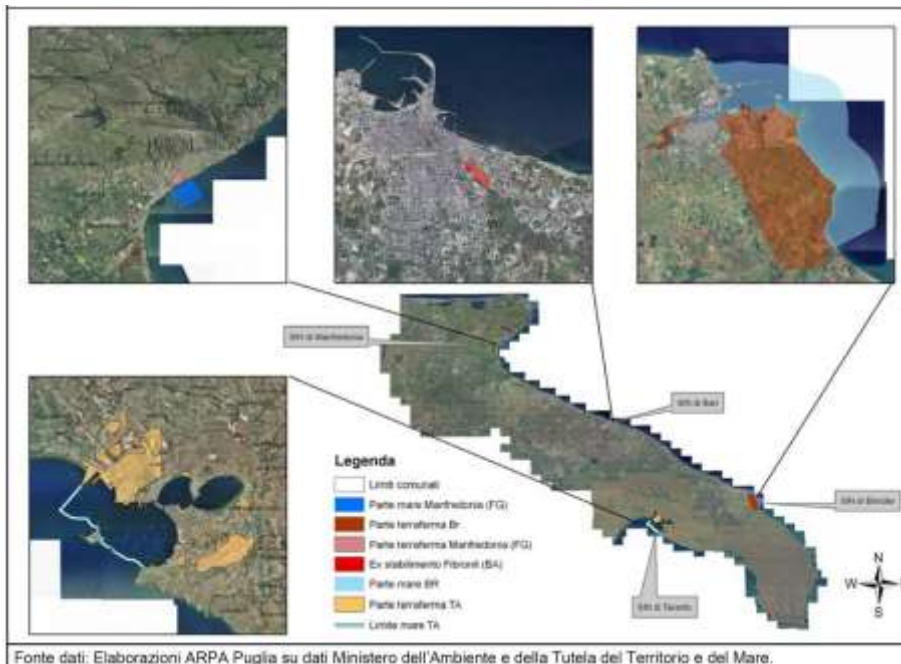 SIN di Manfredonia
SIN di Bari
SIN di Brindisi
SIN di Taranto
Legenda
Limiti comunali
Parte mare Manfredonia (FG)
Parte terraferma Br
Parte terraferma Manfredonia (FG)
Ex stabilimento Fibronit (BA)
Parte mare BR
Parte terraferma TA
Limite mare TA
N
W
E
S
Fonte dati: Elaborazioni ARPA Puglia su dati Ministero dell'Ambiente e della Tutela del Territorio e del Mare.